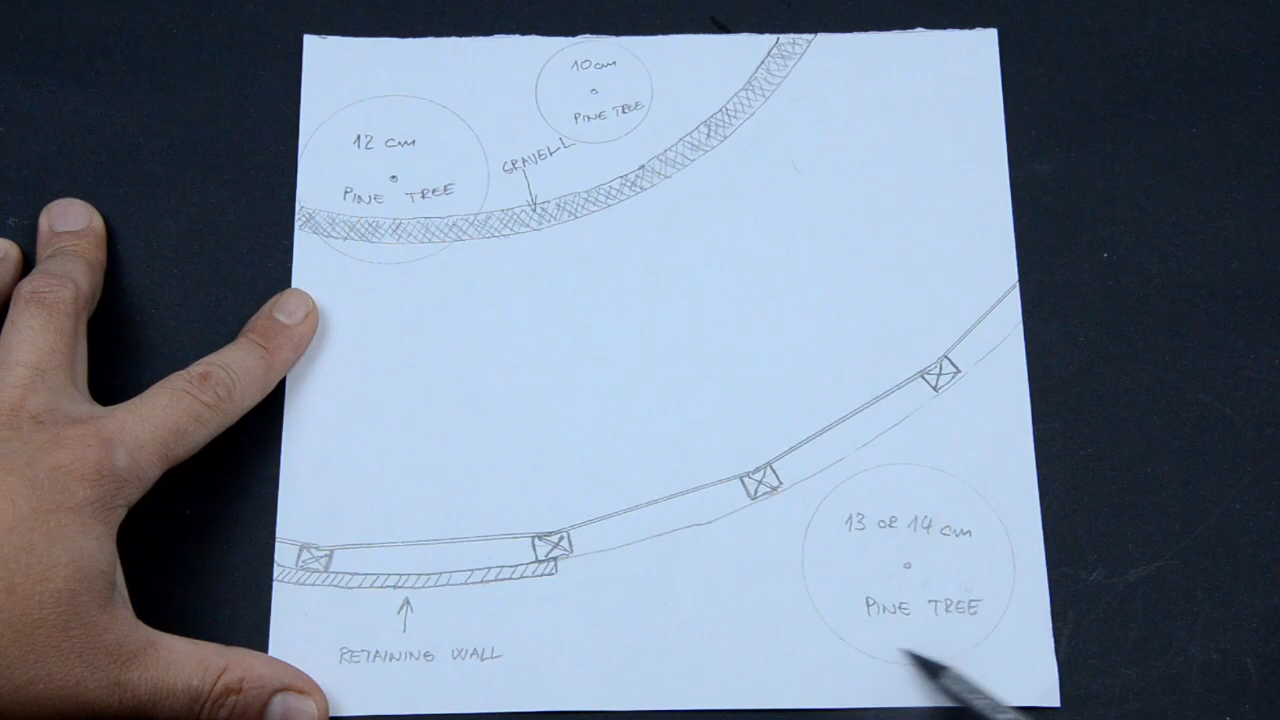 10cm
PINE TREE
12 cm
PINE TREE
GRAVELL
13 OR 14 cm
PINE TREE
RETAINING WALL